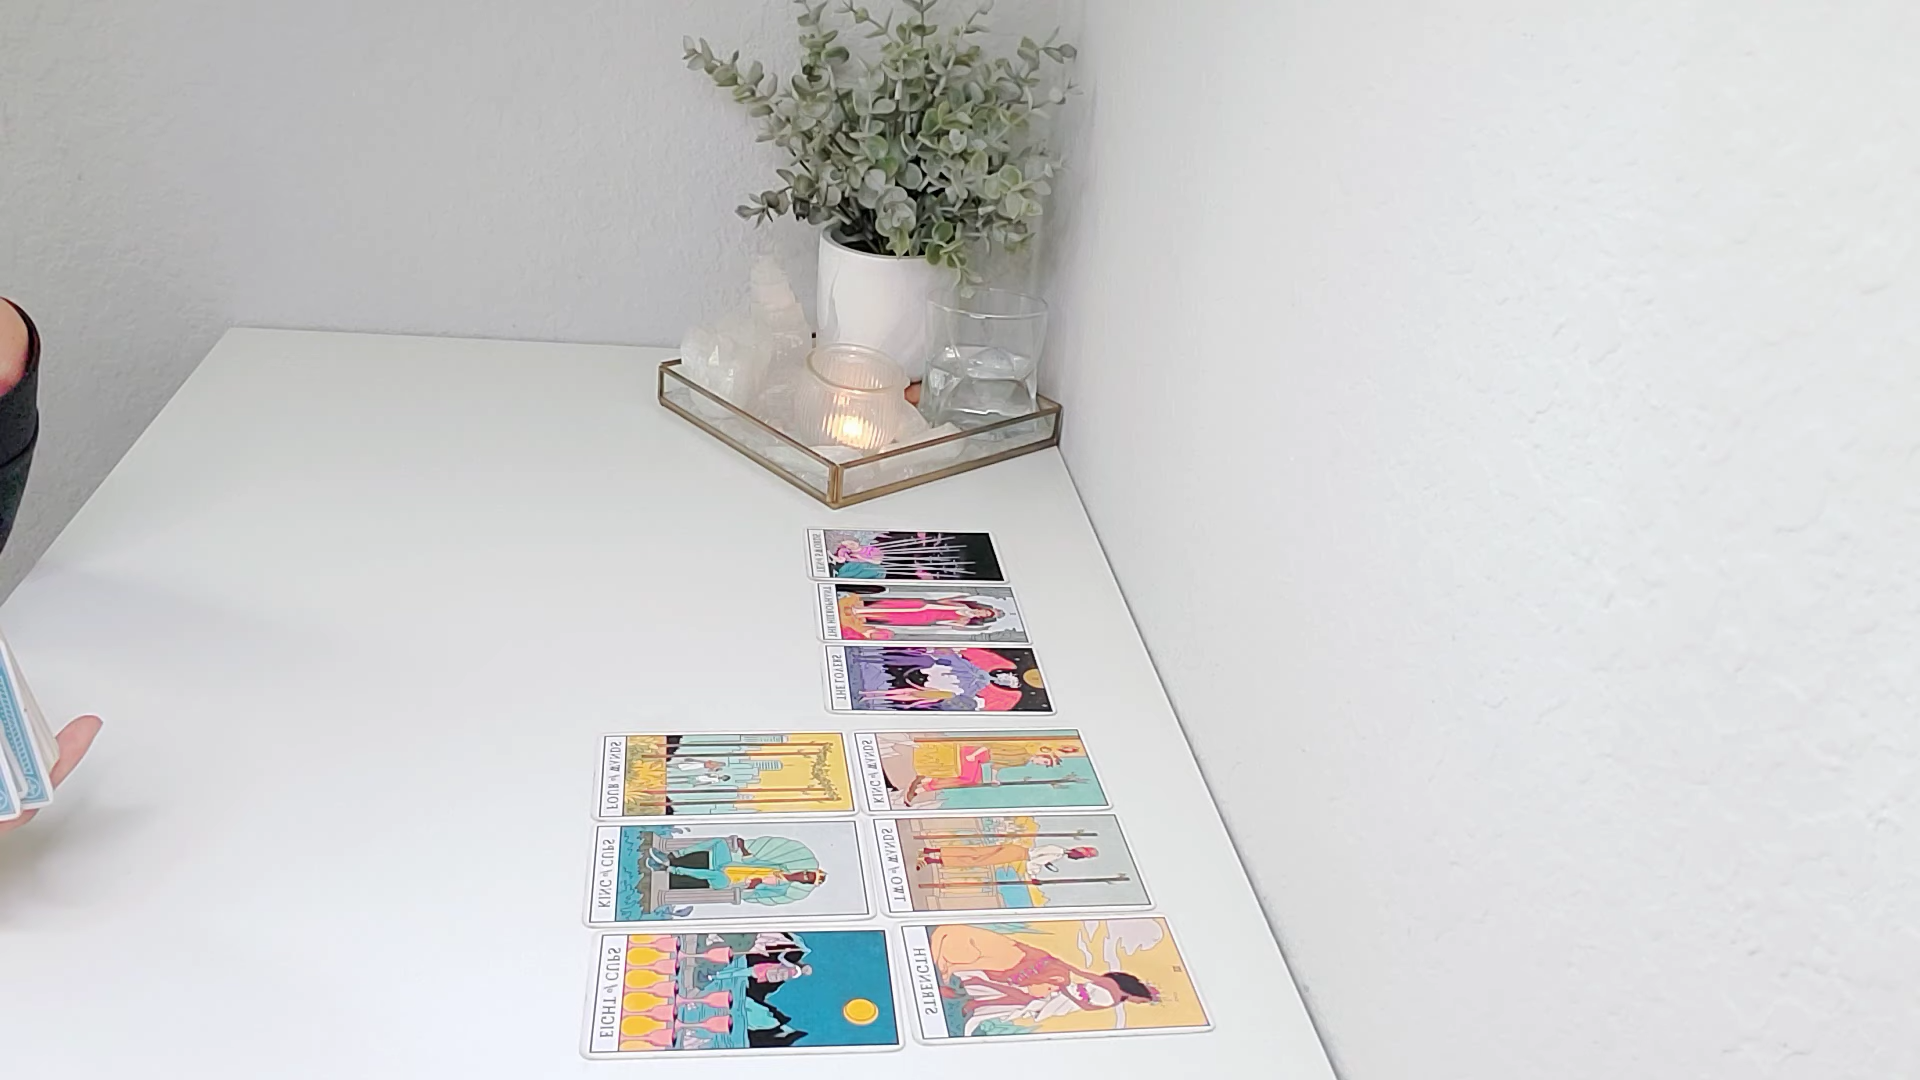 TEN of SWORDS
THE HIEROPHANT
THE LOVERS
FOUR of WANDS
KING of WANDS
KING of CUPS
TWO of WANDS
EIGHT of CUPS
STRENGTH